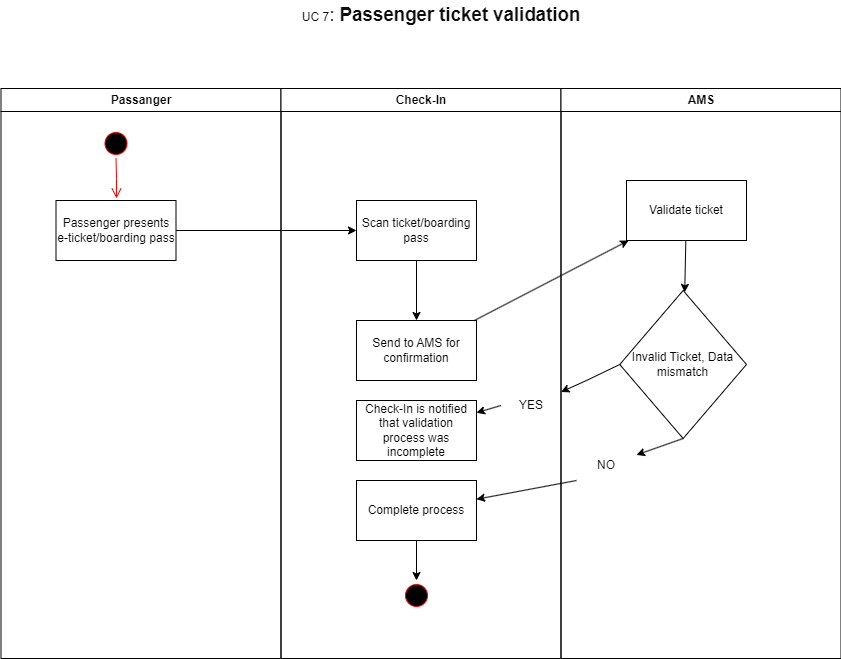 UC 7: Passenger ticket validation
Passanger
Check-In
AMS
Passenger presents
e-ticket/boarding pass
Scan ticket/boarding
pass
Validate ticket
Send to AMS for
confirmation
Invalid Ticket, Data
mismatch
YES
Check-In is notified
that validation
process was
incomplete
NO
Complete process